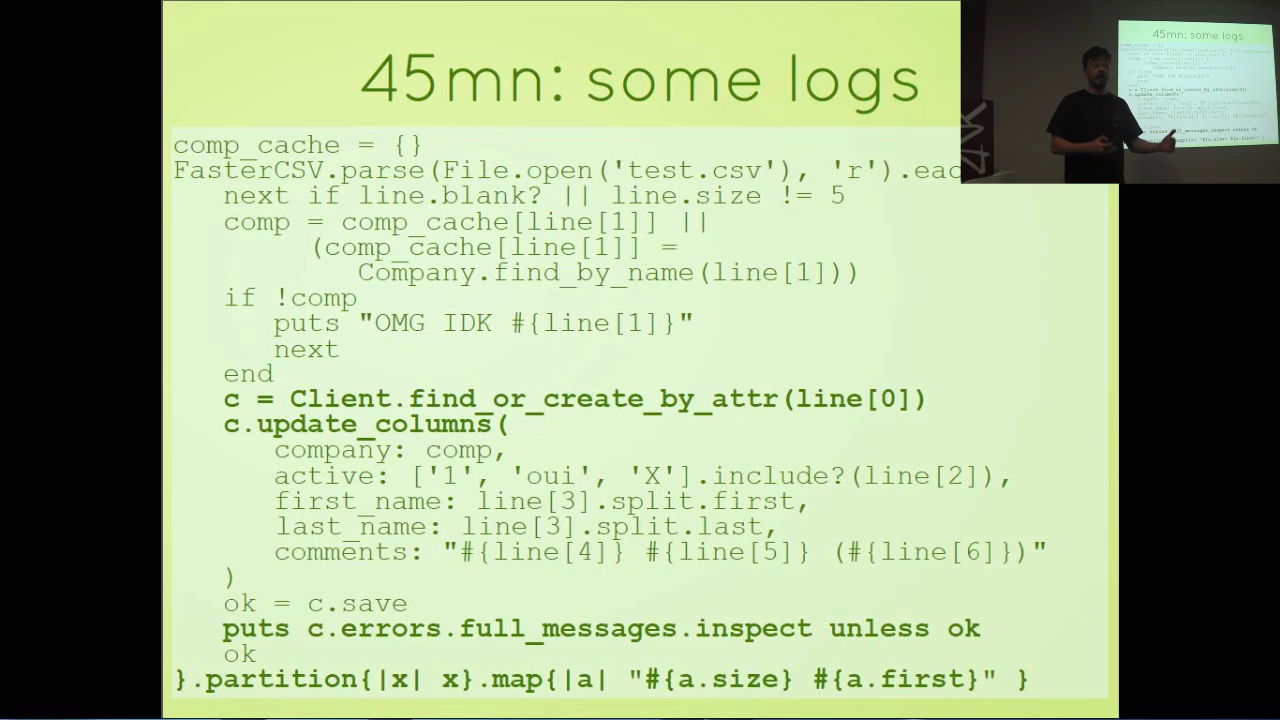 45mn: some logs
comp_cache = {}
FasterCSV.parse(File.open('test.csv'), 'r').eac
next if line.blank? || line.size != 5
comp = comp_cache[line[1]] ||
(comp_cache[line[1]] =
Company.find_by_name(line[1]))
if !comp
puts "OMG IDK #{line[1]}"
next
end
c = Client.find_or_create_by_attr(line[0])
c.update_columns(
company: comp,
active: ['1', 'oui', 'X'].include?(line[2]),
first_name: line[3].split.first,
last_name: line[3].split.last,
comments: "#{line[4]} #{line[5]} (#{line[6]})"
)
ok = c.save
puts c.errors.full_messages.inspect unless ok
ok
}.partition{|x| x}.map{|a| "#{a.size} #{a.first}" }
45mn: some logs